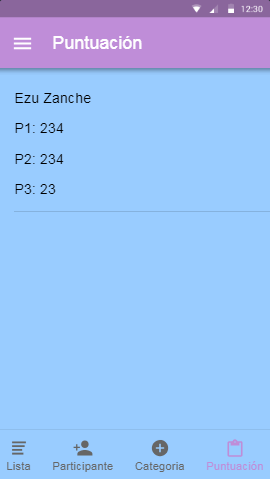 12:30
Puntuación
Ezu Zanche
P1: 234
P2: 234
P3: 23
Lista
Participante
Categoria
Puntuación